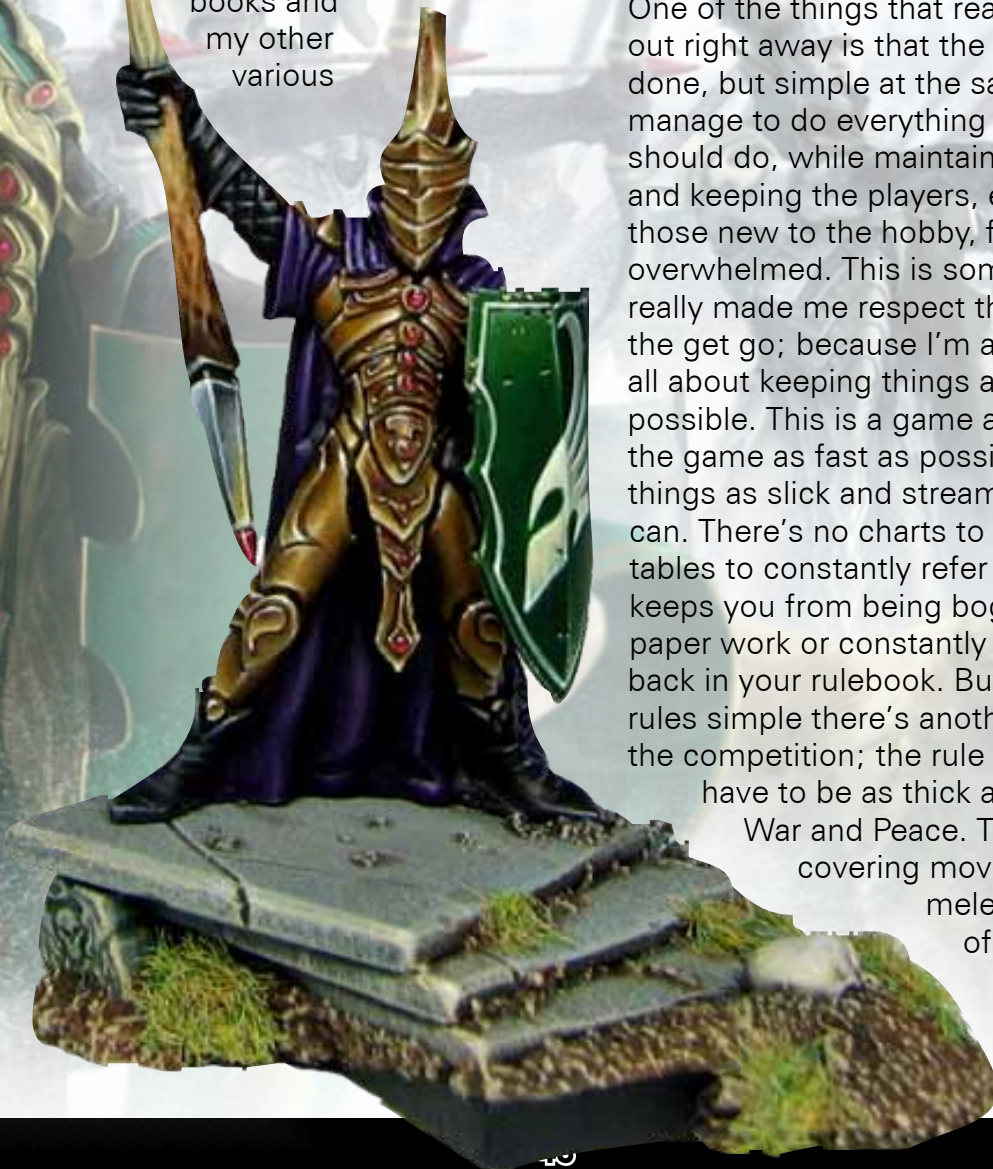 books and
my other
various
One of the things that rea
out right away is that the
done, but simple at the sa
manage to do everything
should do, while maintain
and keeping the players, e
those new to the hobby, f
overwhelmed. This is som
really made me respect th
the get go; because I'm a
all about keeping things a
possible. This is a game a
the game as fast as possi
things as slick and stream
can. There's no charts to
tables to constantly refer
keeps you from being bog
paper work or constantly
back in your rulebook. Bu
rules simple there's anoth
the competition; the rule
have to be as thick a
War and Peace. T
covering mov
mele
of